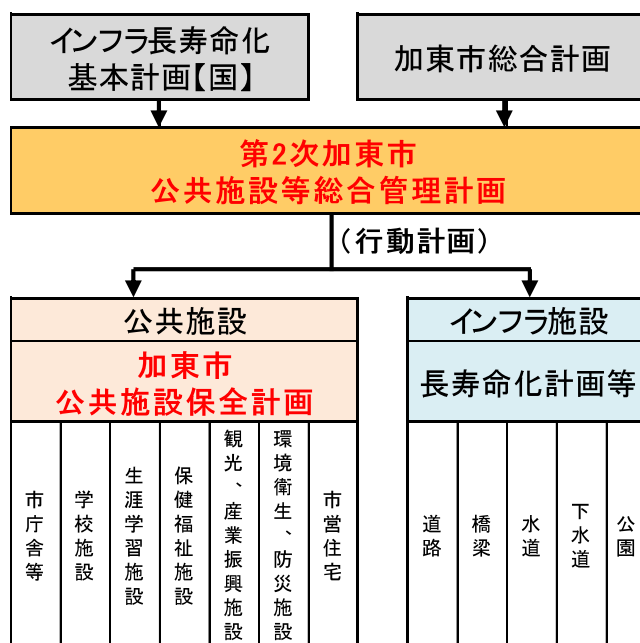 インフラ長寿命化
基本計画【国】
加東市総合計画
第2次加東市
公共施設等総合管理計画
（行動計画）
公共施設
加東市
公共施設保全計画
市庁舎等
学校施設
生涯学習施設
保健福祉施設
観光、産業振興施設
環境衛生、防災施設
市営住宅
インフラ施設
長寿命化計画等
道路
橋梁
水道
下水道
公園